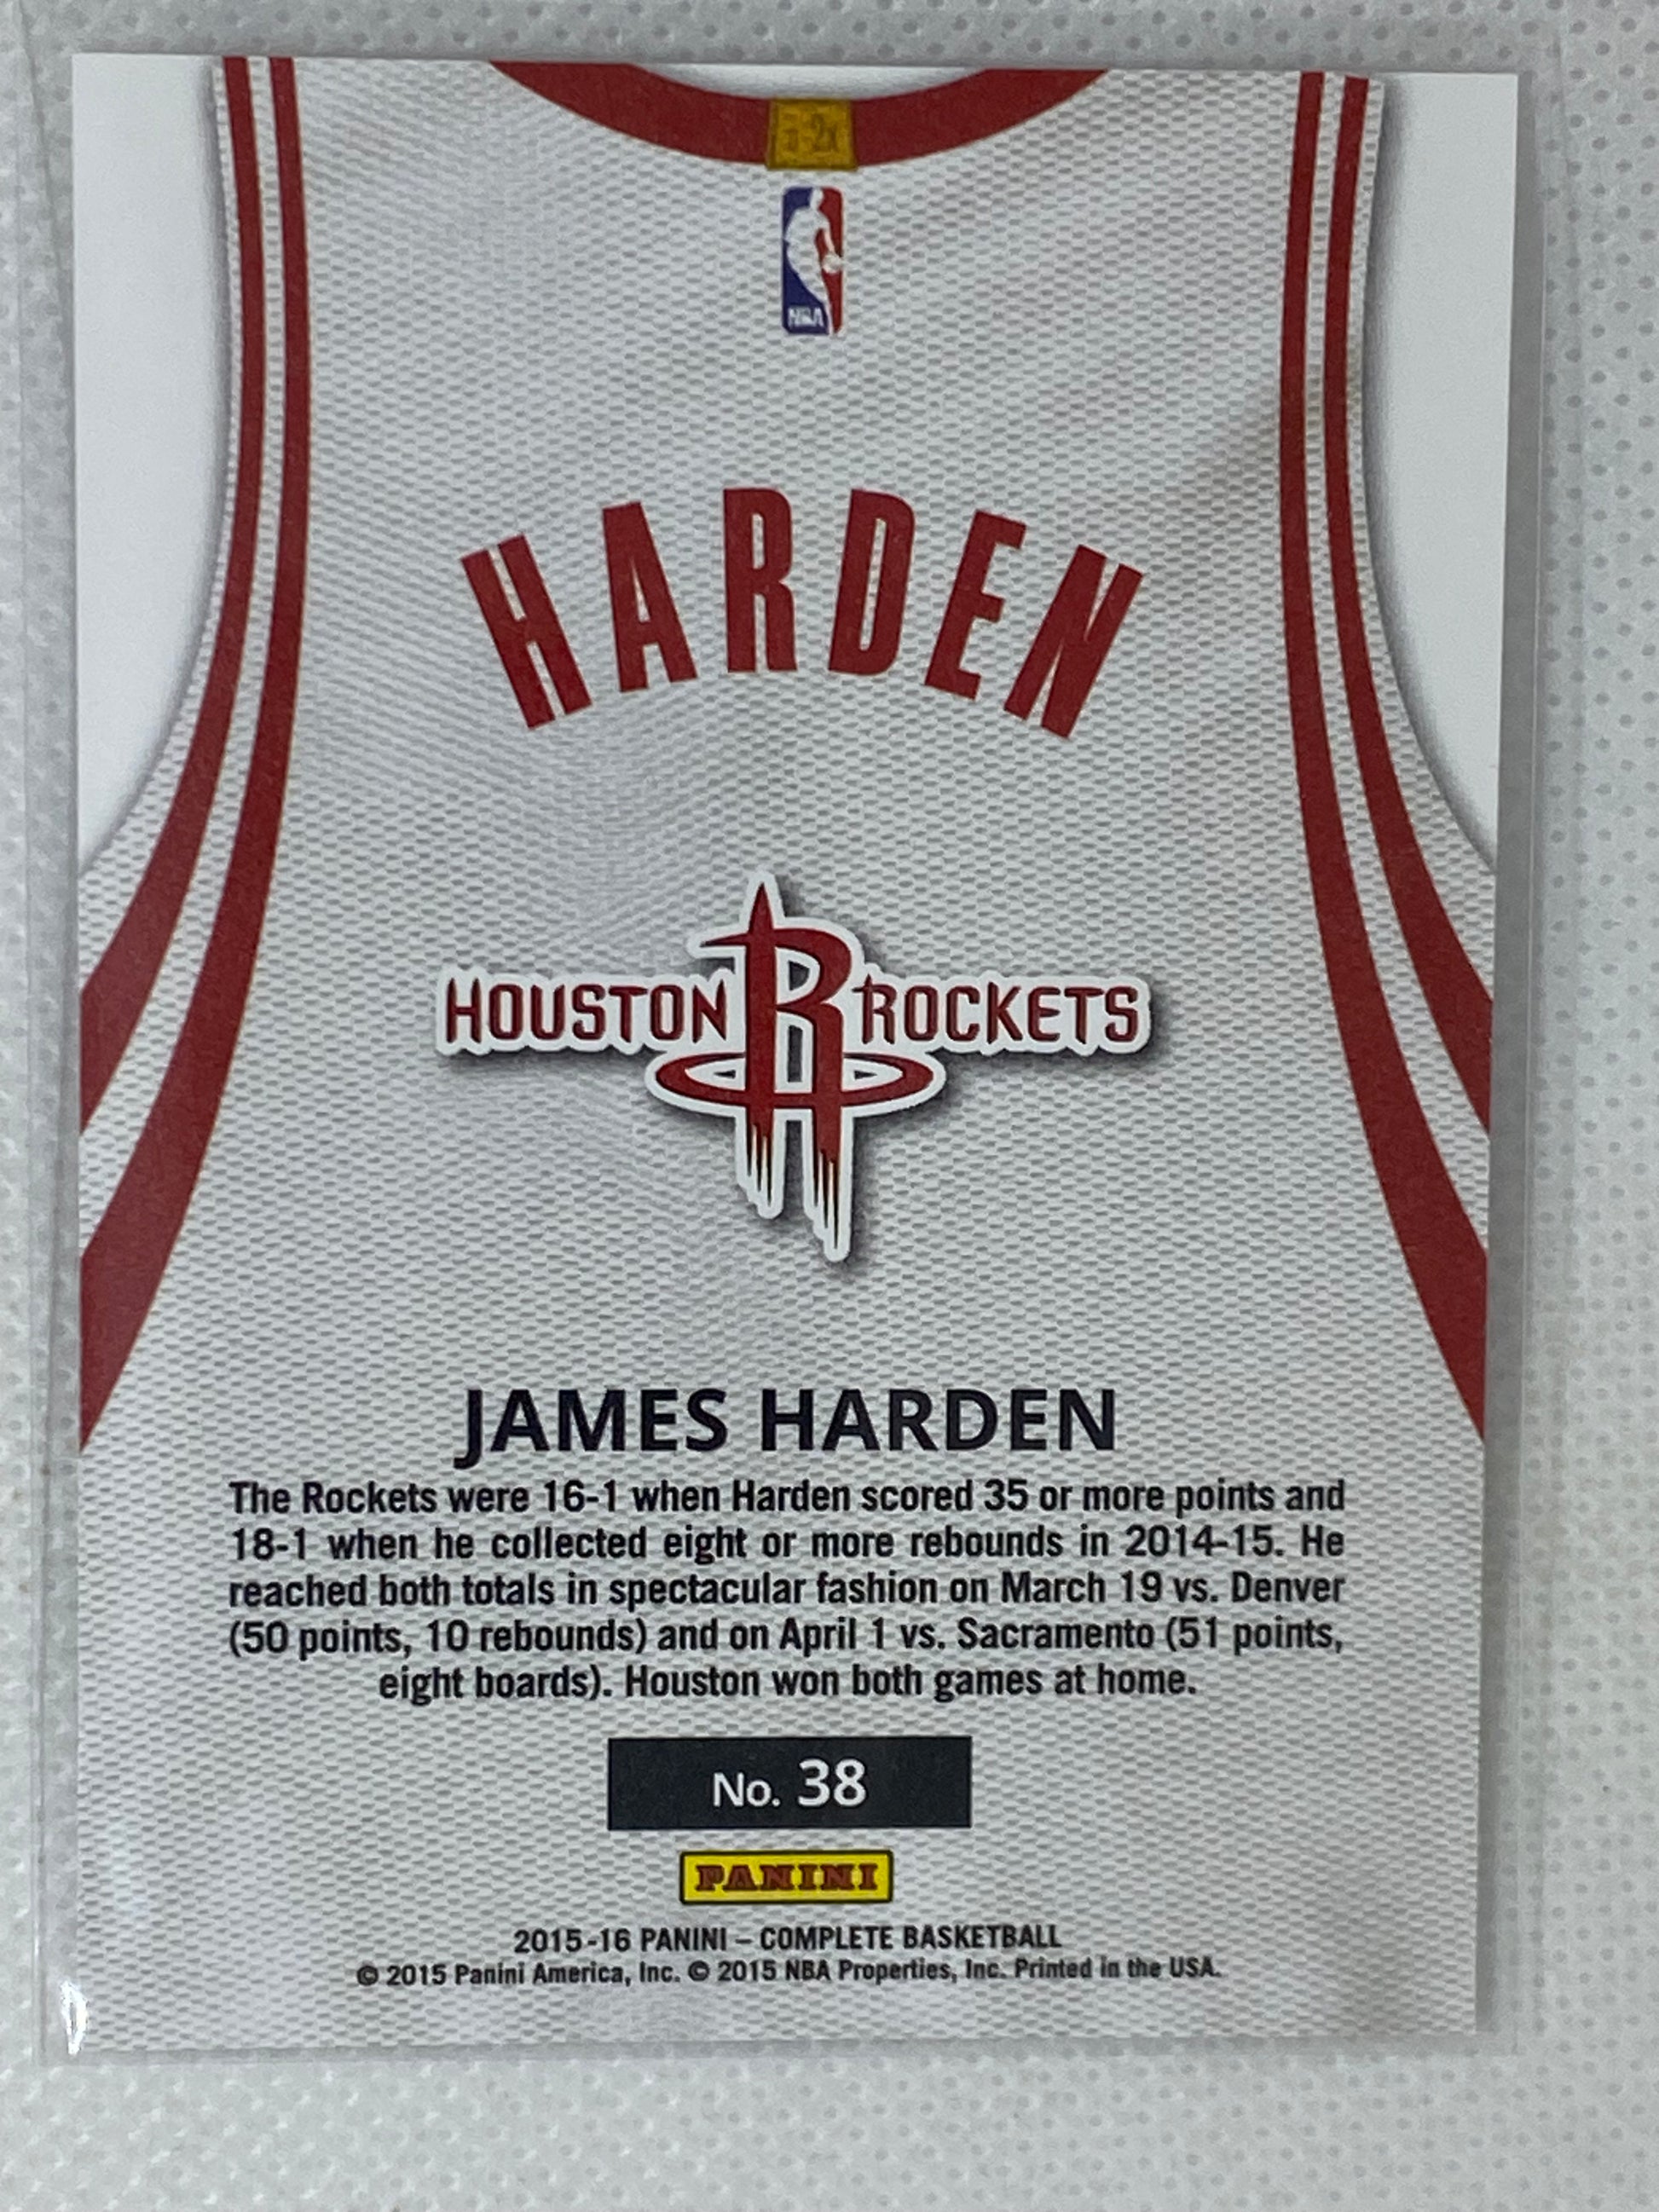 NBA
HARDEN
HOUSTON R ROCKETS
JAMES HARDEN
The Rockets were 16-1 when Harden scored 35 or more points and
18-1 when he collected eight or more rebounds in 2014-15. He
reached both totals in spectacular fashion on March 19 vs. Denver
(50 points, 10 rebounds) and on April 1 vs. Sacramento (51 points,
eight boards). Houston won both games at home.
No. 38
PANINI
2015-16 PANINI – COMPLETE BASKETBALL
© 2015 Panini America, Inc. © 2015 NBA Properties, Inc. Printed in the USA.